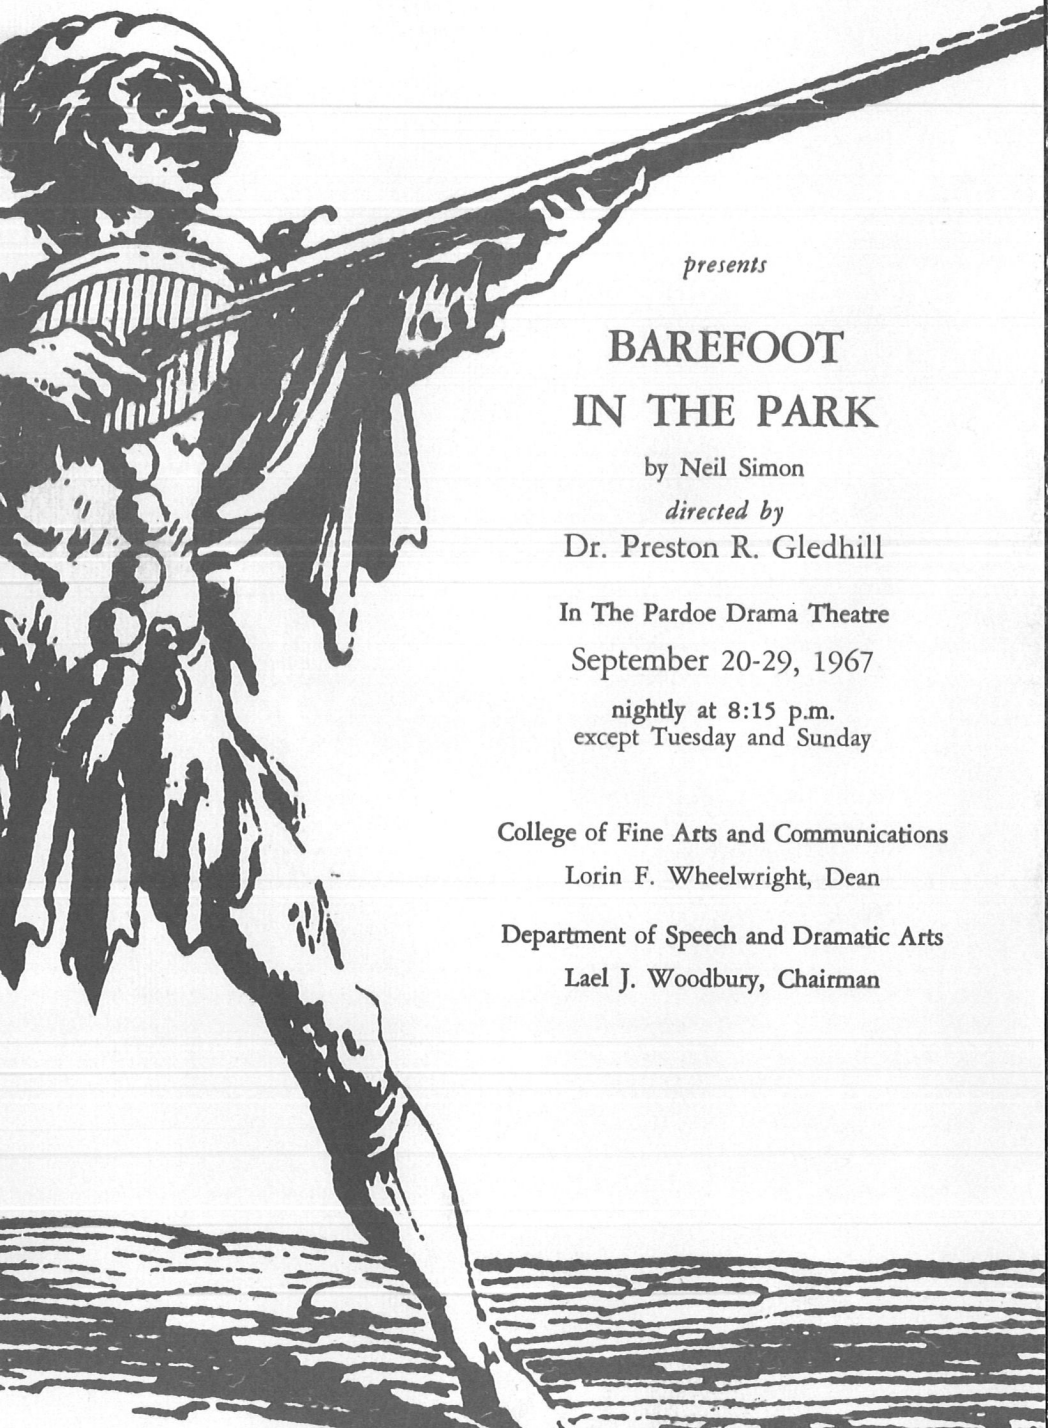 presents
BAREFOOT
IN THE PARK
by Neil Simon
directed by
Dr. Preston R. Gledhill
In The Pardoe Drama Theatre
September 20-29, 1967
nightly at 8:15 p.m.
except Tuesday and Sunday
College of Fine Arts and Communications
Lorin F. Wheelwright, Dean
Department of Speech and Dramatic Arts
Lael J. Woodbury, Chairman